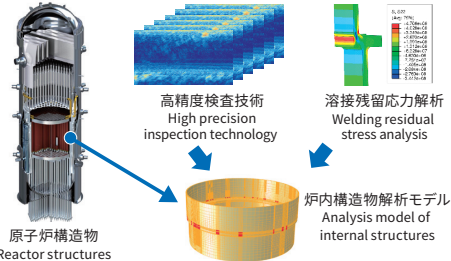 高精度検査技術
High precision
inspection technology
溶接残留応力解析
Welding residual
stress analysis
原子炉構造物
Reactor structures
炉内構造物解析モデル
Analysis model of
internal structures